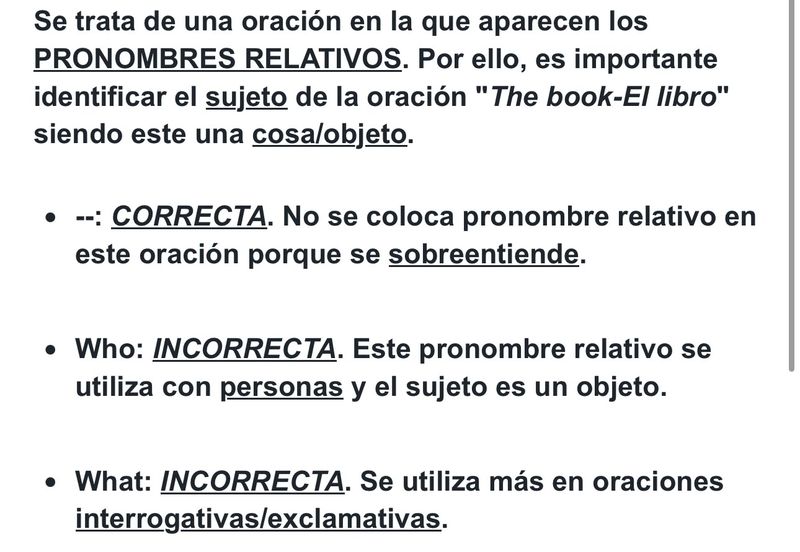 Se trata de una oración en la que aparecen los
PRONOMBRES RELATIVOS. Por ello, es importante
identificar el sujeto de la oración "The book-El libro"
siendo este una cosa/objeto.
• --: CORRECTA. No se coloca pronombre relativo en
este oración porque se sobreentiende.
• Who: INCORRECTA. Este pronombre relativo se
utiliza con personas y el sujeto es un objeto.
• What: INCORRECTA. Se utiliza más en oraciones
interrogativas/exclamativas.